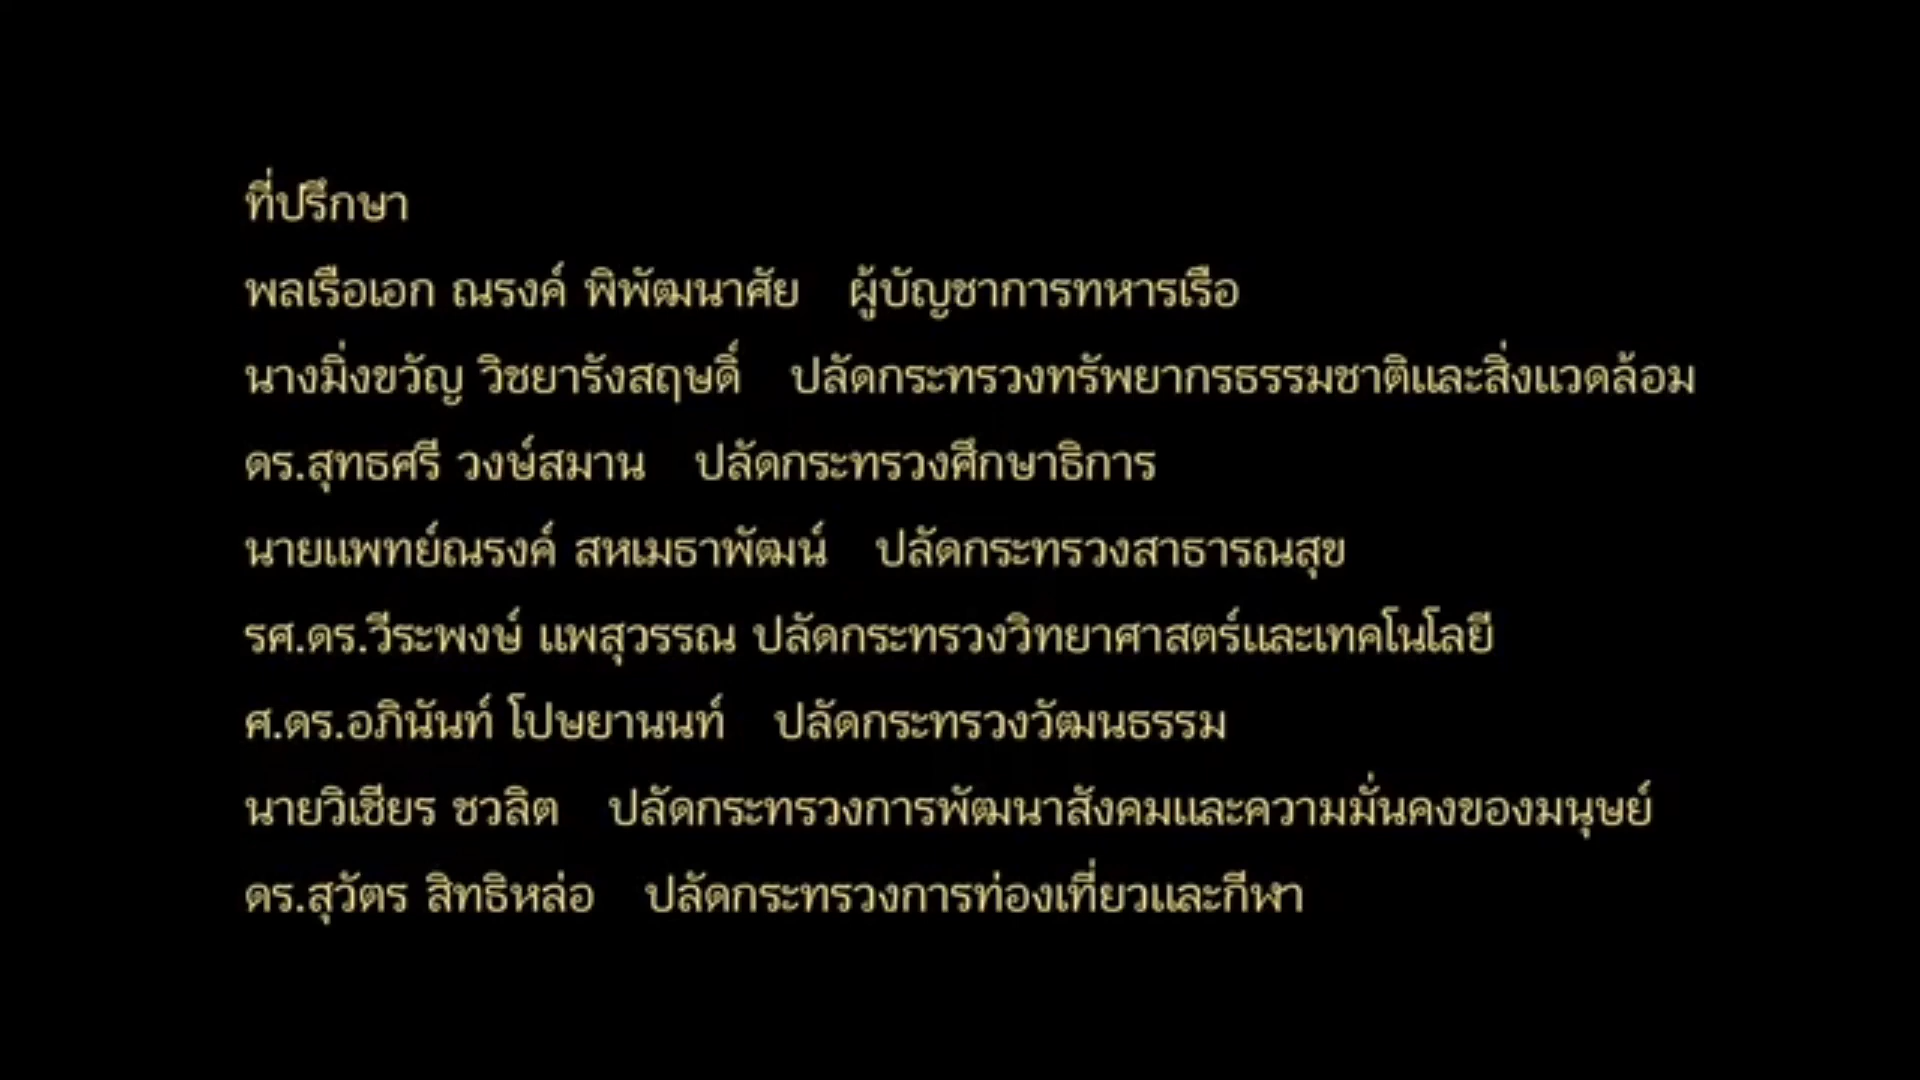 ที่ปรึกษา
พลเรือเอก ณรงค์ พิพัฒนาศัย ผู้บัญชาการทหารเรือ
นางมิ่งขวัญ วิชยารังสฤษดิ์ ปลัดกระทรวงทรัพยากรธรรมชาติและสิ่งแวดล้อม
ดร.สุทธศรี วงษ์สมาน ปลัดกระทรวงศึกษาธิการ
นายแพทย์ณรงค์ สหเมธาพัฒน์ ปลัดกระทรวงสาธารณสุข
รศ.ดร.วีระพงษ์ แพสุวรรณ ปลัดกระทรวงวิทยาศาสตร์และเทคโนโลยี
ศ.ดร.อภินันท์ โปษยานนท์ ปลัดกระทรวงวัฒนธรรม
นายวิเชียร ชวลิต ปลัดกระทรวงการพัฒนาสังคมและความมั่นคงของมนุษย์
ดร.สุวัตร สิทธิหล่อ ปลัดกระทรวงการท่องเที่ยวและกีฬา